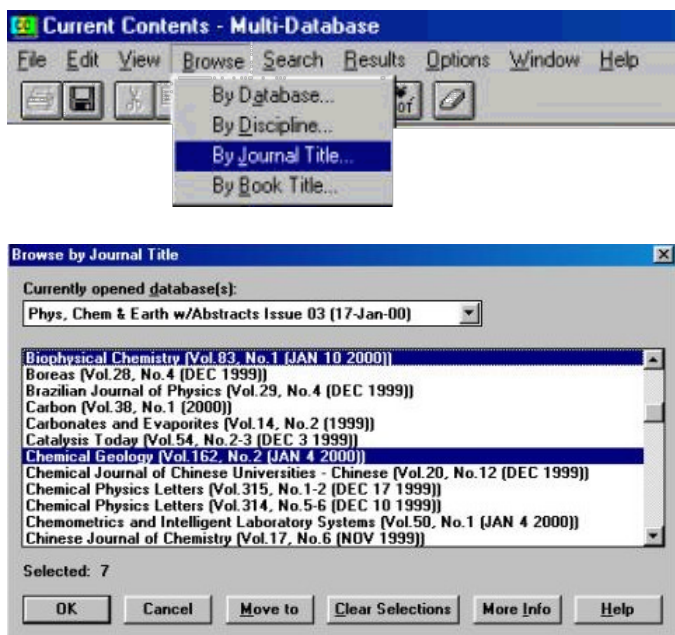 Current Contents - Multi-Database
File Edit View Browse Search Results Options Window Help
By Database...
By Discipline...
By Journal Title...
By Book Title...
Browse by Journal Title
Currently opened database(s):
Phys, Chem & Earth w/Abstracts Issue 03 (17-Jan-00)
Biophysical Chemistry (Vol.83, No.1 (JAN 10 2000))
Boreas (Vol.28, No.4 (DEC 1999))
Brazilian Journal of Physics (Vol.29, No.4 (DEC 1999))
Carbon (Vol.38, No.1 (2000))
Carbonates and Evaporites (Vol.14, No.2 (1999))
Catalysis Today (Vol.54, No.2-3 (DEC 3 1999))
Chemical Geology (Vol.162, No.2 (JAN 4 2000))
Chemical Journal of Chinese Universities - Chinese (Vol.20, No.12 (DEC 1999))
Chemical Physics Letters (Vol.315, No.1-2 (DEC 17 1999))
Chemical Physics Letters (Vol.314, No.5-6 (DEC 10 1999))
Chemometrics and Intelligent Laboratory Systems (Vol.50, No.1 (JAN 4 2000))
Chinese Journal of Chemistry (Vol.17, No.6 (NOV 1999))
Selected: 7
OK Cancel Move to Clear Selections More Info Help